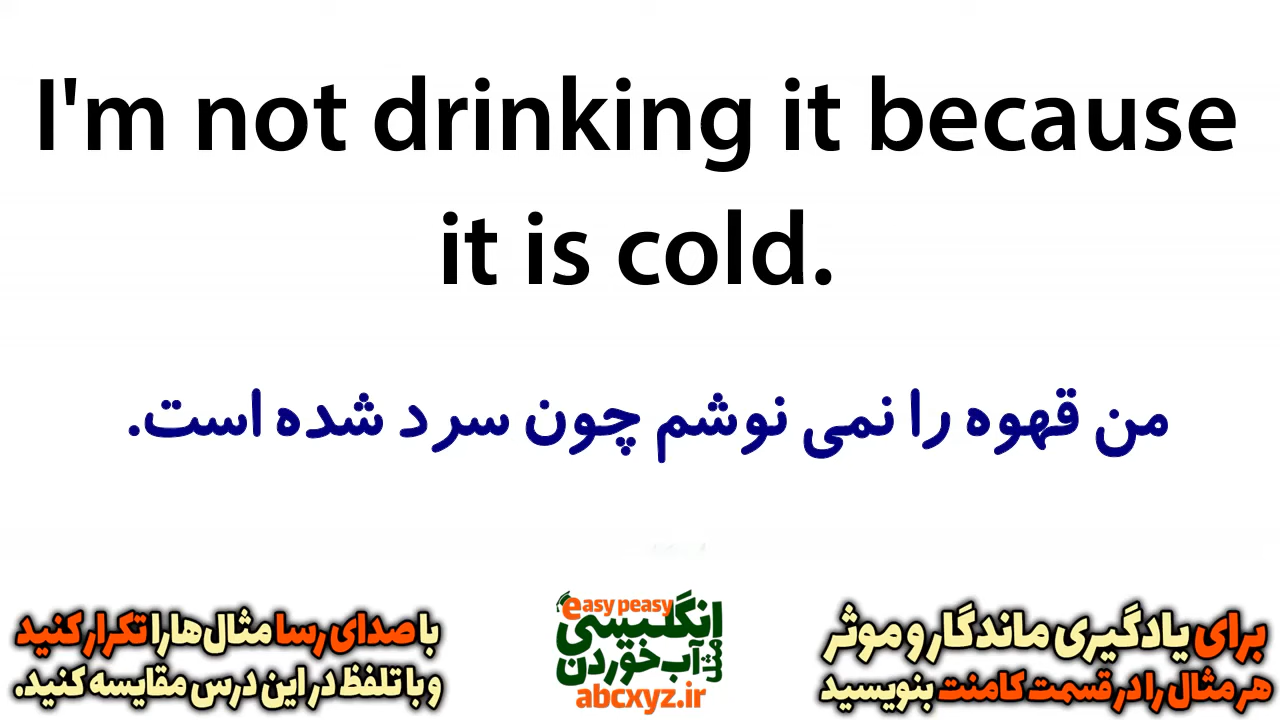 I'm not drinking it because
it is cold.
من قهوه را نمی نوشم چون سرد شده است.
برای یادگیری ماندگار و موثر
هر مثال را در قسمت کامنت بنویسید
easy peasy
انگلیسی
مثل
آب خوردن
abcxyz.ir
با صدای رسا مثال‌ها را تکرار کنید
و با تلفظ در این درس مقایسه کنید.